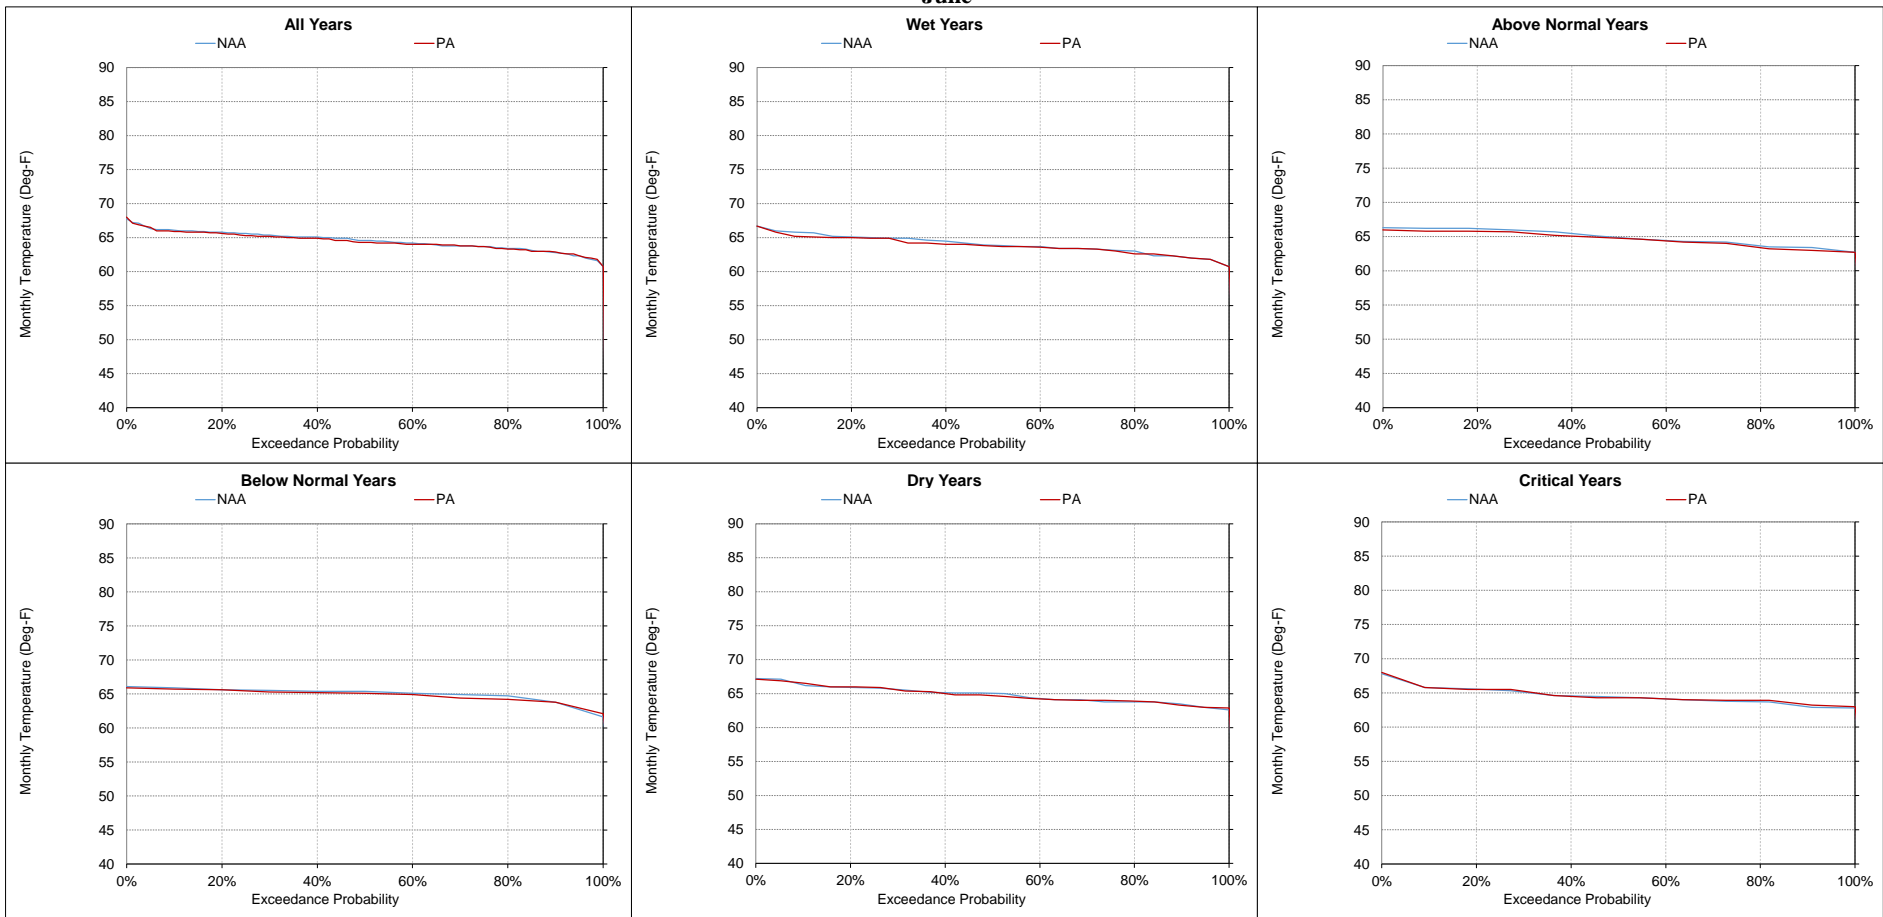 June
All Years
NAA PA
Monthly Temperature (Deg-F)
90
85
80
75
70
65
60
55
50
45
40
0% 20% 40% 60% 80% 100%
Exceedance Probability
Wet Years
NAA PA
Monthly Temperature (Deg-F)
90
85
80
75
70
65
60
55
50
45
40
0% 20% 40% 60% 80% 100%
Exceedance Probability
Above Normal Years
NAA PA
Monthly Temperature (Deg-F)
90
85
80
75
70
65
60
55
50
45
40
0% 20% 40% 60% 80% 100%
Exceedance Probability
Below Normal Years
NAA PA
Monthly Temperature (Deg-F)
90
85
80
75
70
65
60
55
50
45
40
0% 20% 40% 60% 80% 100%
Exceedance Probability
Dry Years
NAA PA
Monthly Temperature (Deg-F)
90
85
80
75
70
65
60
55
50
45
40
0% 20% 40% 60% 80% 100%
Exceedance Probability
Critical Years
NAA PA
Monthly Temperature (Deg-F)
90
85
80
75
70
65
60
55
50
45
40
0% 20% 40% 60% 80% 100%
Exceedance Probability